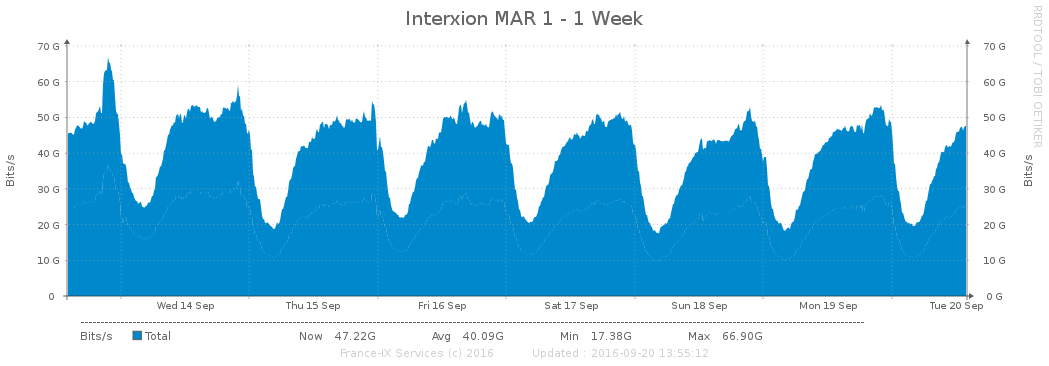 Interxion MAR 1 - 1 Week
RRDTOOL / TOBI OETIKER
Bits/s
70 G 70 G
60 G 60 G
50 G 50 G
40 G 40 G
30 G 30 G
20 G 20 G
10 G 10 G
0 0 G
Bits/s
Wed 14 Sep Thu 15 Sep Fri 16 Sep Sat 17 Sep Sun 18 Sep Mon 19 Sep Tue 20 Sep
Bits/s Total Now 47.22G Avg 40.09G Min 17.38G Max 66.90G
France-IX Services (c) 2016 Updated : 2016-09-20 13:55:12